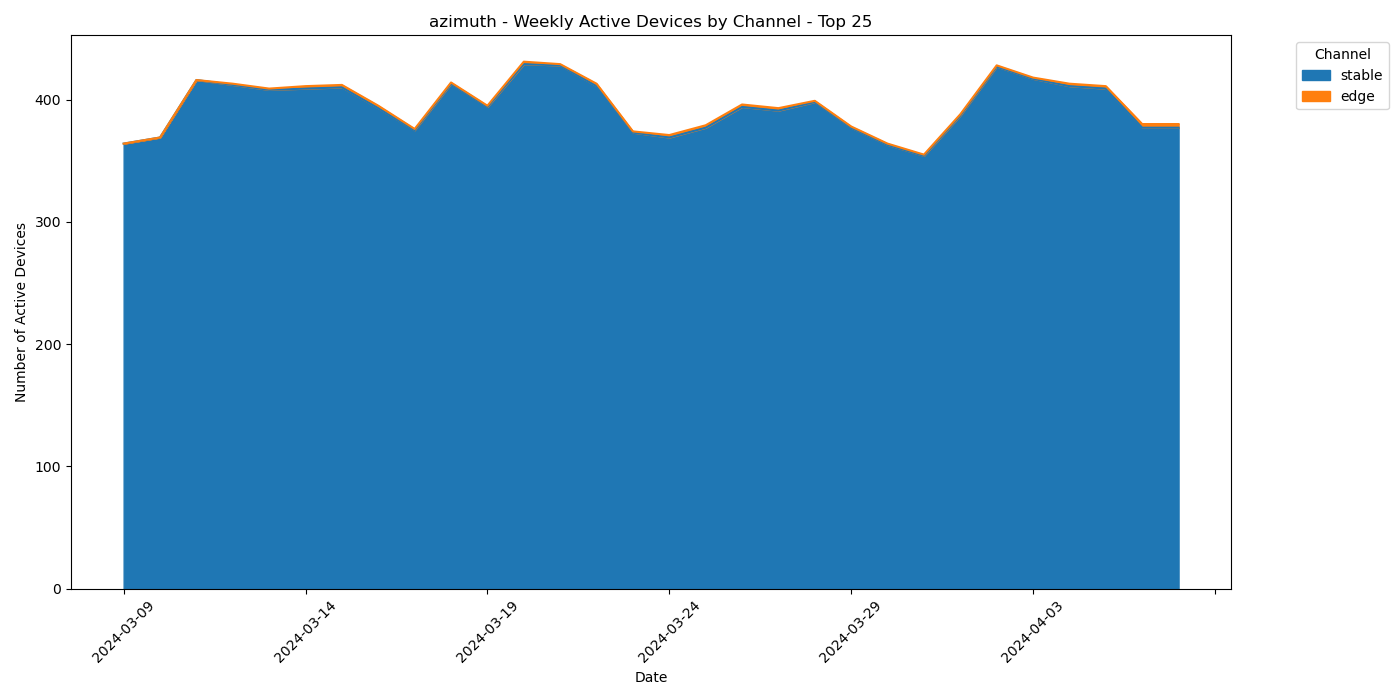 azimuth - Weekly Active Devices by Channel - Top 25
Channel
stable
edge
Number of Active Devices
400
300
200
100
0
2024-03-09
2024-03-14
2024-03-19
2024-03-24
2024-03-29
2024-04-03
Date